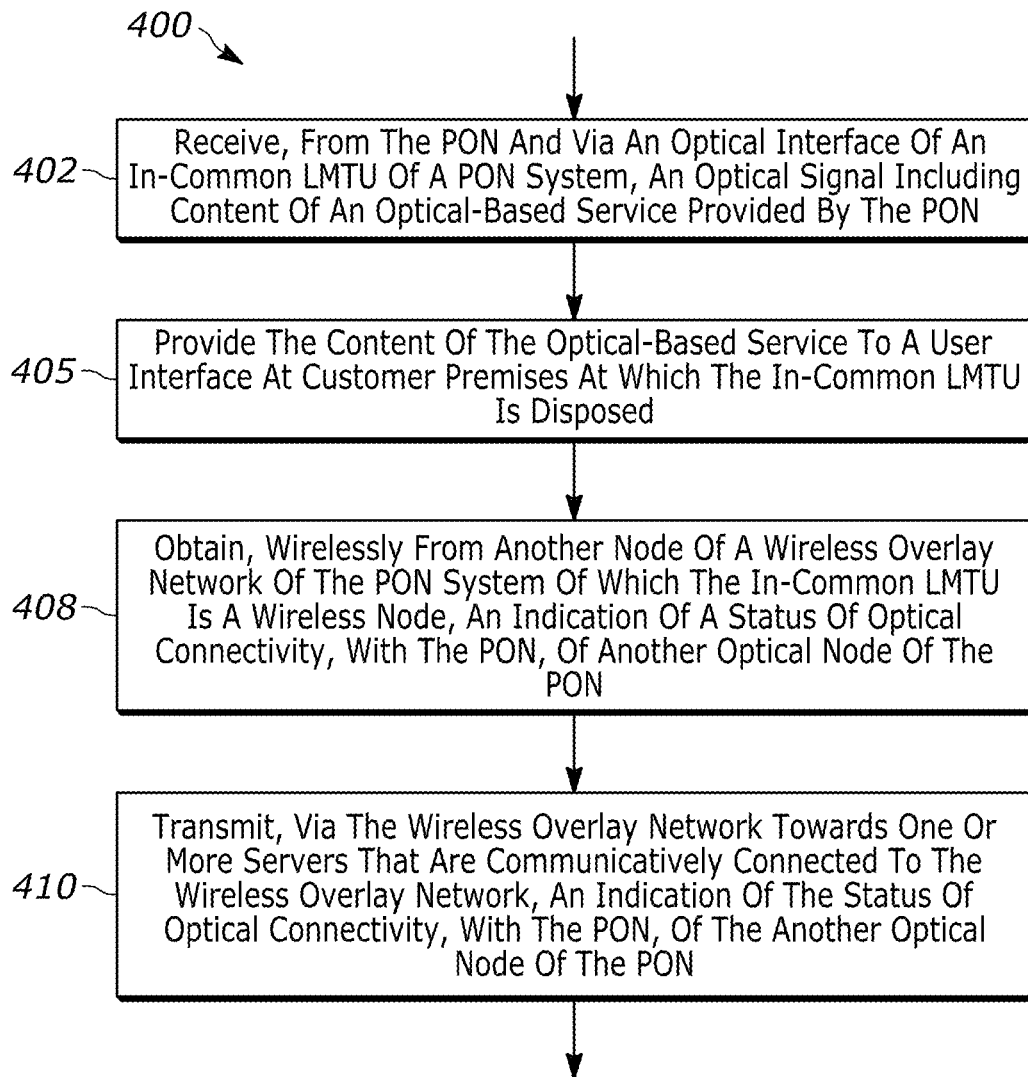 400
402
Receive, From The PON And Via An Optical Interface Of An
In-Common LMTU Of A PON System, An Optical Signal Including
Content Of An Optical-Based Service Provided By The PON
405
Provide The Content Of The Optical-Based Service To A User
Interface At Customer Premises At Which The In-Common LMTU
Is Disposed
408
Obtain, Wirelessly From Another Node Of A Wireless Overlay
Network Of The PON System Of Which The In-Common LMTU
Is A Wireless Node, An Indication Of A Status Of Optical
Connectivity, With The PON, Of Another Optical Node Of The
PON
410
Transmit, Via The Wireless Overlay Network Towards One Or
More Servers That Are Communicatively Connected To The
Wireless Overlay Network, An Indication Of The Status Of
Optical Connectivity, With The PON, Of The Another Optical
Node Of The PON